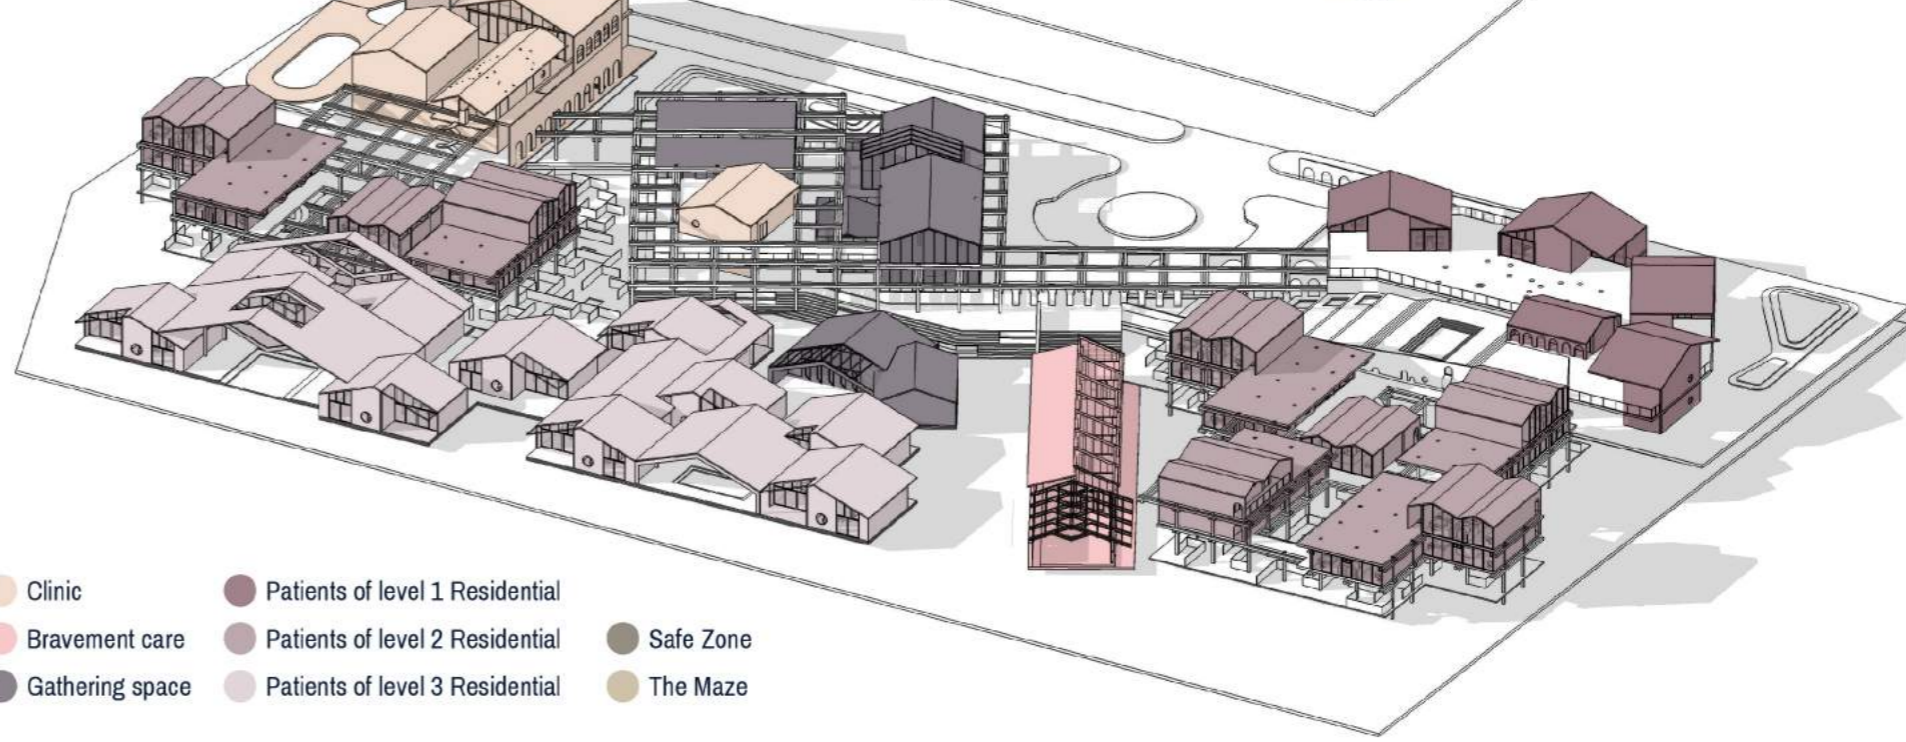 Clinic
Bravement care
Gathering space
Patients of level 1 Residential
Patients of level 2 Residential
Patients of level 3 Residential
Safe Zone
The Maze